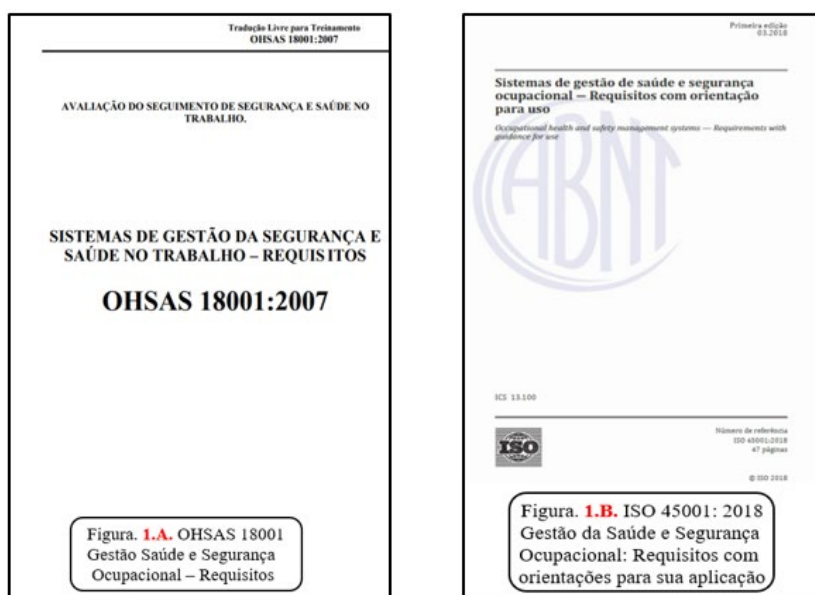 Tradução Livre para Treinamento
OHSAS 18001:2007
AVALIAÇÃO DO SEGUIMENTO DE SEGURANÇA E SAÚDE NO
TRABALHO.
SISTEMAS DE GESTÃO DA SEGURANÇA E
SAÚDE NO TRABALHO – REQUISITOS
OHSAS 18001:2007
Figura. 1.A. OHSAS 18001
Gestão Saúde e Segurança
Ocupacional – Requisitos
Primeira edição
03.2018
Sistemas de gestão de saúde e segurança
ocupacional — Requisitos com orientação
para uso
Occupational health and safety management systems — Requirements with
guidance for use
ABNT
ICS 13.100
ISO
Número de referência
ISO 45001:2018
47 páginas
© ISO 2018
Figura. 1.B. ISO 45001: 2018
Gestão da Saúde e Segurança
Ocupacional: Requisitos com
orientações para sua aplicação